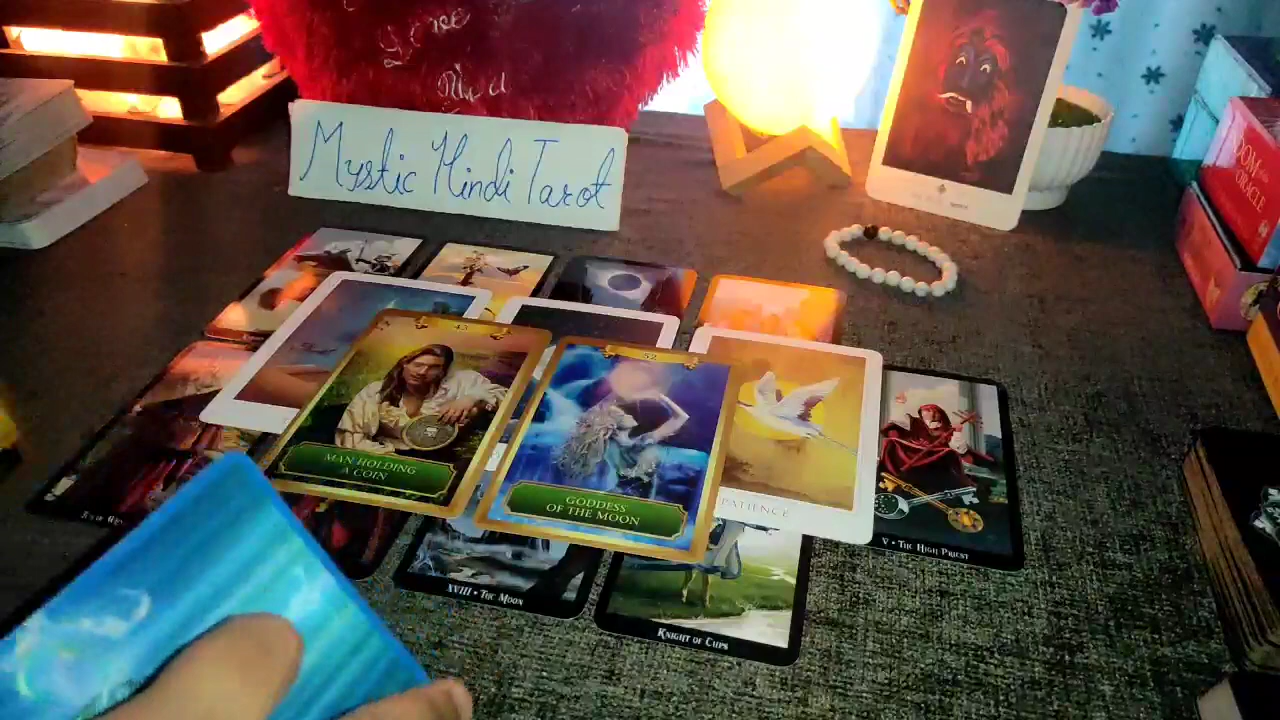 Mystic Hindi Tarot
ORACLE
43
52
MAN HOLDING
A COIN
GODDESS
OF THE MOON
PATIENCE
V • THE HIGH PRIEST
XVIII • THE MOON
KNIGHT OF CUPS